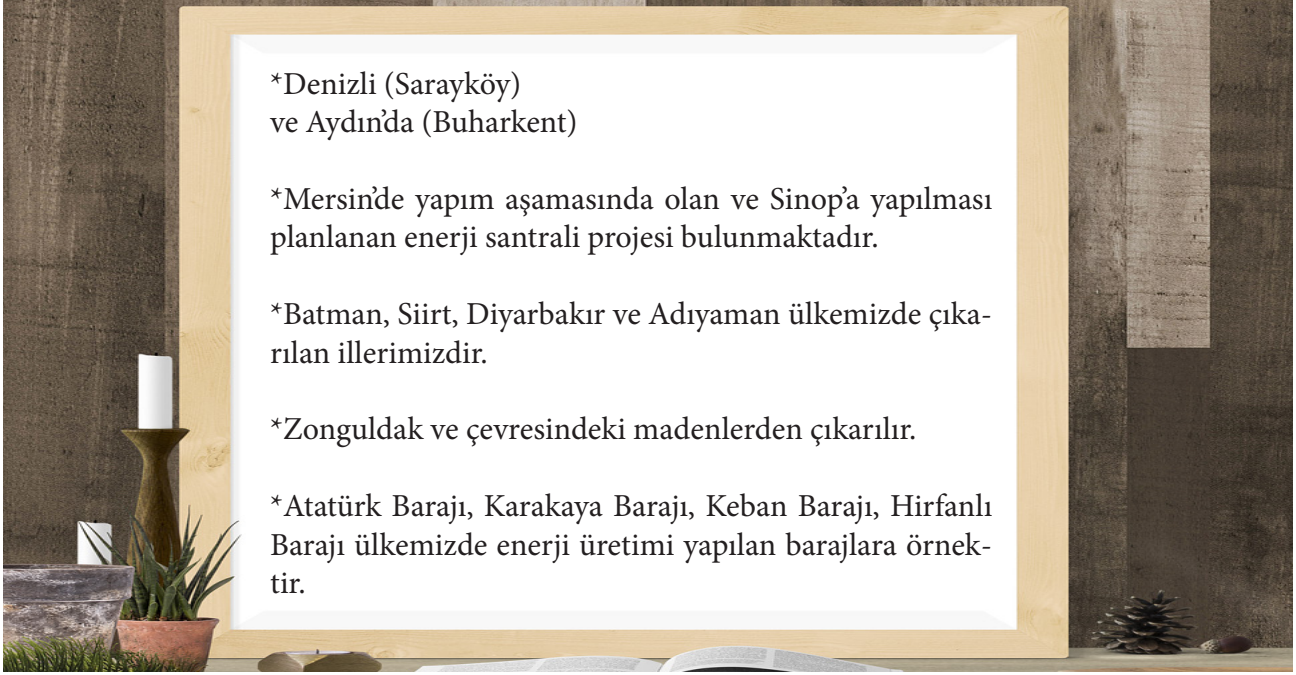 *Denizli (Sarayköy)
ve Aydın'da (Buharkent)
*Mersin'de yapım aşamasında olan ve Sinop'a yapılması
planlanan enerji santrali projesi bulunmaktadır.
*Batman, Siirt, Diyarbakır ve Adıyaman ülkemizde çıka-
rılan illerimizdir.
*Zonguldak ve çevresindeki madenlerden çıkarılır.
*Atatürk Barajı, Karakaya Barajı, Keban Barajı, Hirfanlı
Barajı ülkemizde enerji üretimi yapılan barajlara örnek-
tir.